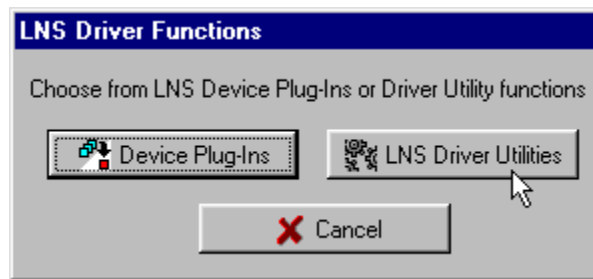 LNS Driver Functions
Choose from LNS Device Plug-Ins or Driver Utility functions
Device Plug-Ins
LNS Driver Utilities
Cancel